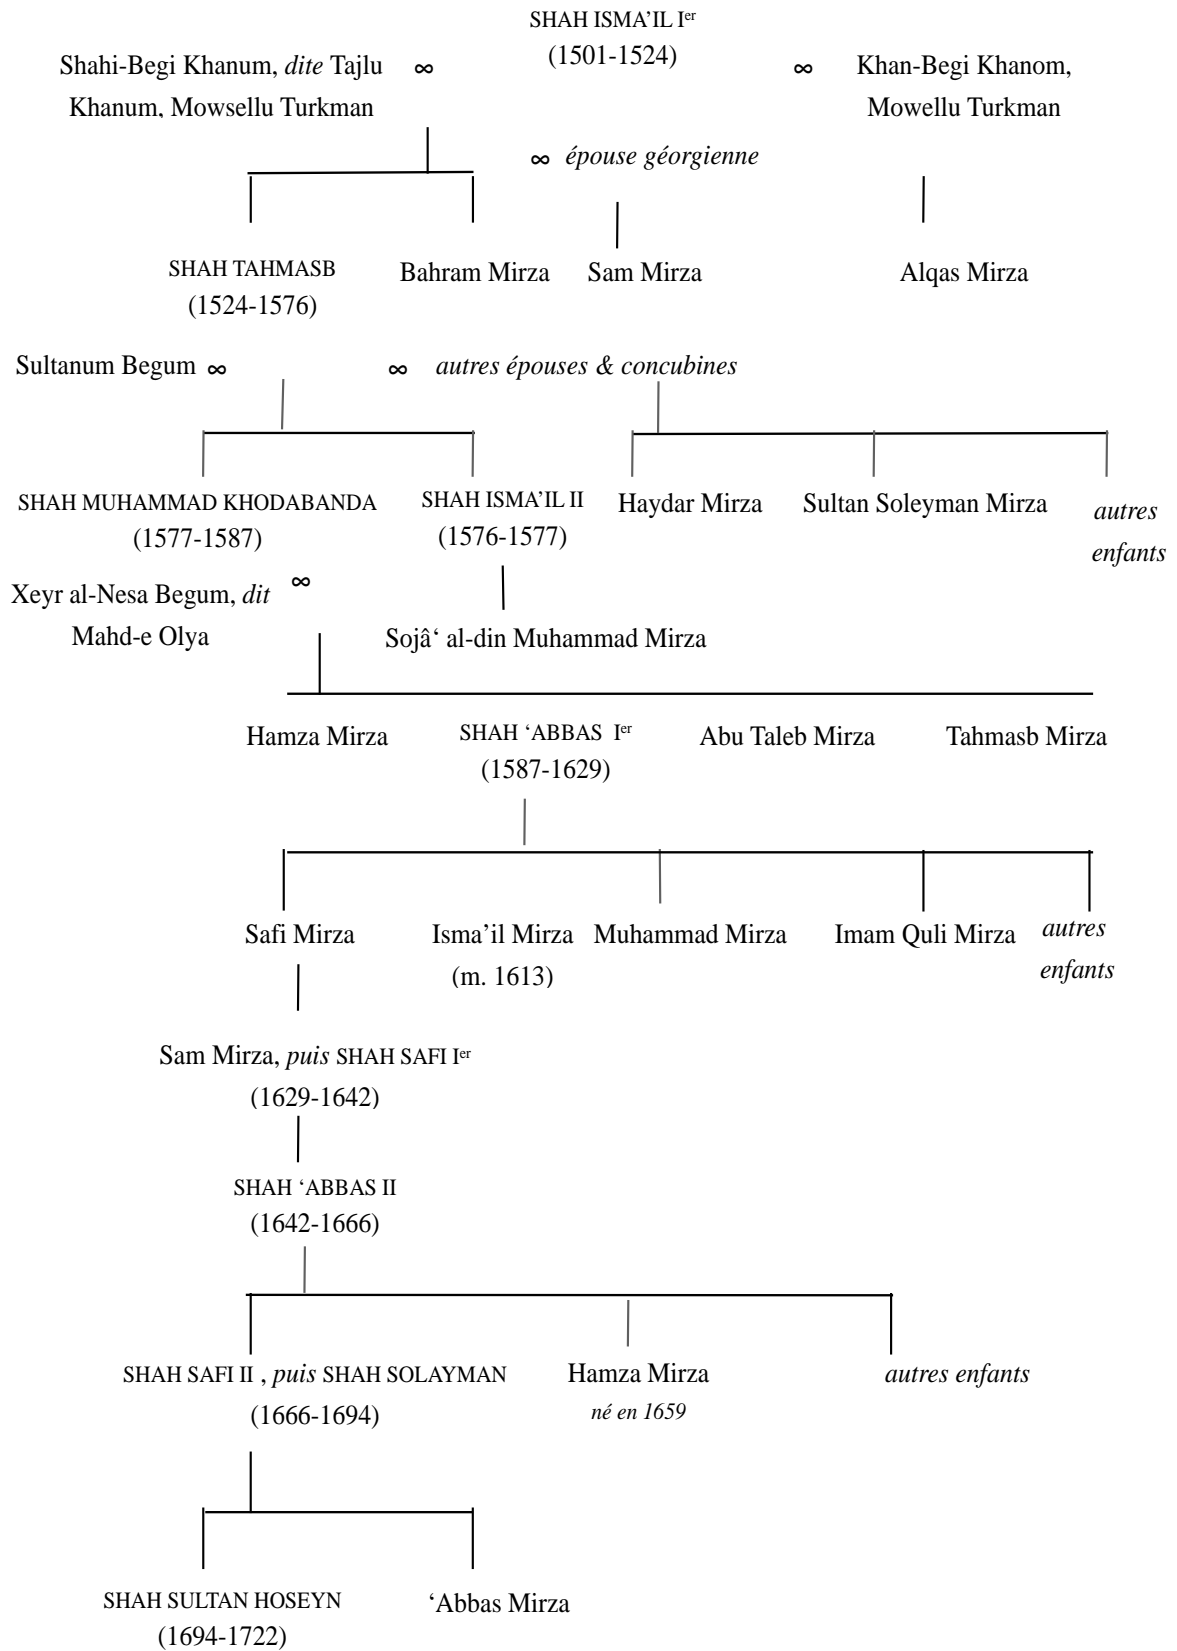 SHAH ISMA’IL Ier
(1501-1524)
Shahi-Begi Khanum, dite Tajlu
Khanum, Mowsellu Turkman
∞
∞
Khan-Begi Khanom,
Mowellu Turkman
∞ épouse géorgienne
SHAH TAHMASB
(1524-1576)
Bahram Mirza
Sam Mirza
Alqas Mirza
Sultanum Begum ∞
∞ autres épouses & concubines
SHAH MUHAMMAD KHODABANDA
(1577-1587)
SHAH ISMA’IL II
(1576-1577)
Haydar Mirza
Sultan Soleyman Mirza
autres
enfants
Xeyr al-Nesa Begum, dit
Mahd-e Olya
∞
Sojâ‘ al-din Muhammad Mirza
Hamza Mirza
SHAH ‘ABBAS Ier
(1587-1629)
Abu Taleb Mirza
Tahmasb Mirza
Safi Mirza
Isma’il Mirza
(m. 1613)
Muhammad Mirza
Imam Quli Mirza
autres
enfants
Sam Mirza, puis SHAH SAFI Ier
(1629-1642)
SHAH ‘ABBAS II
(1642-1666)
SHAH SAFI II , puis SHAH SOLAYMAN
(1666-1694)
Hamza Mirza
né en 1659
autres enfants
SHAH SULTAN HOSEYN
(1694-1722)
‘Abbas Mirza